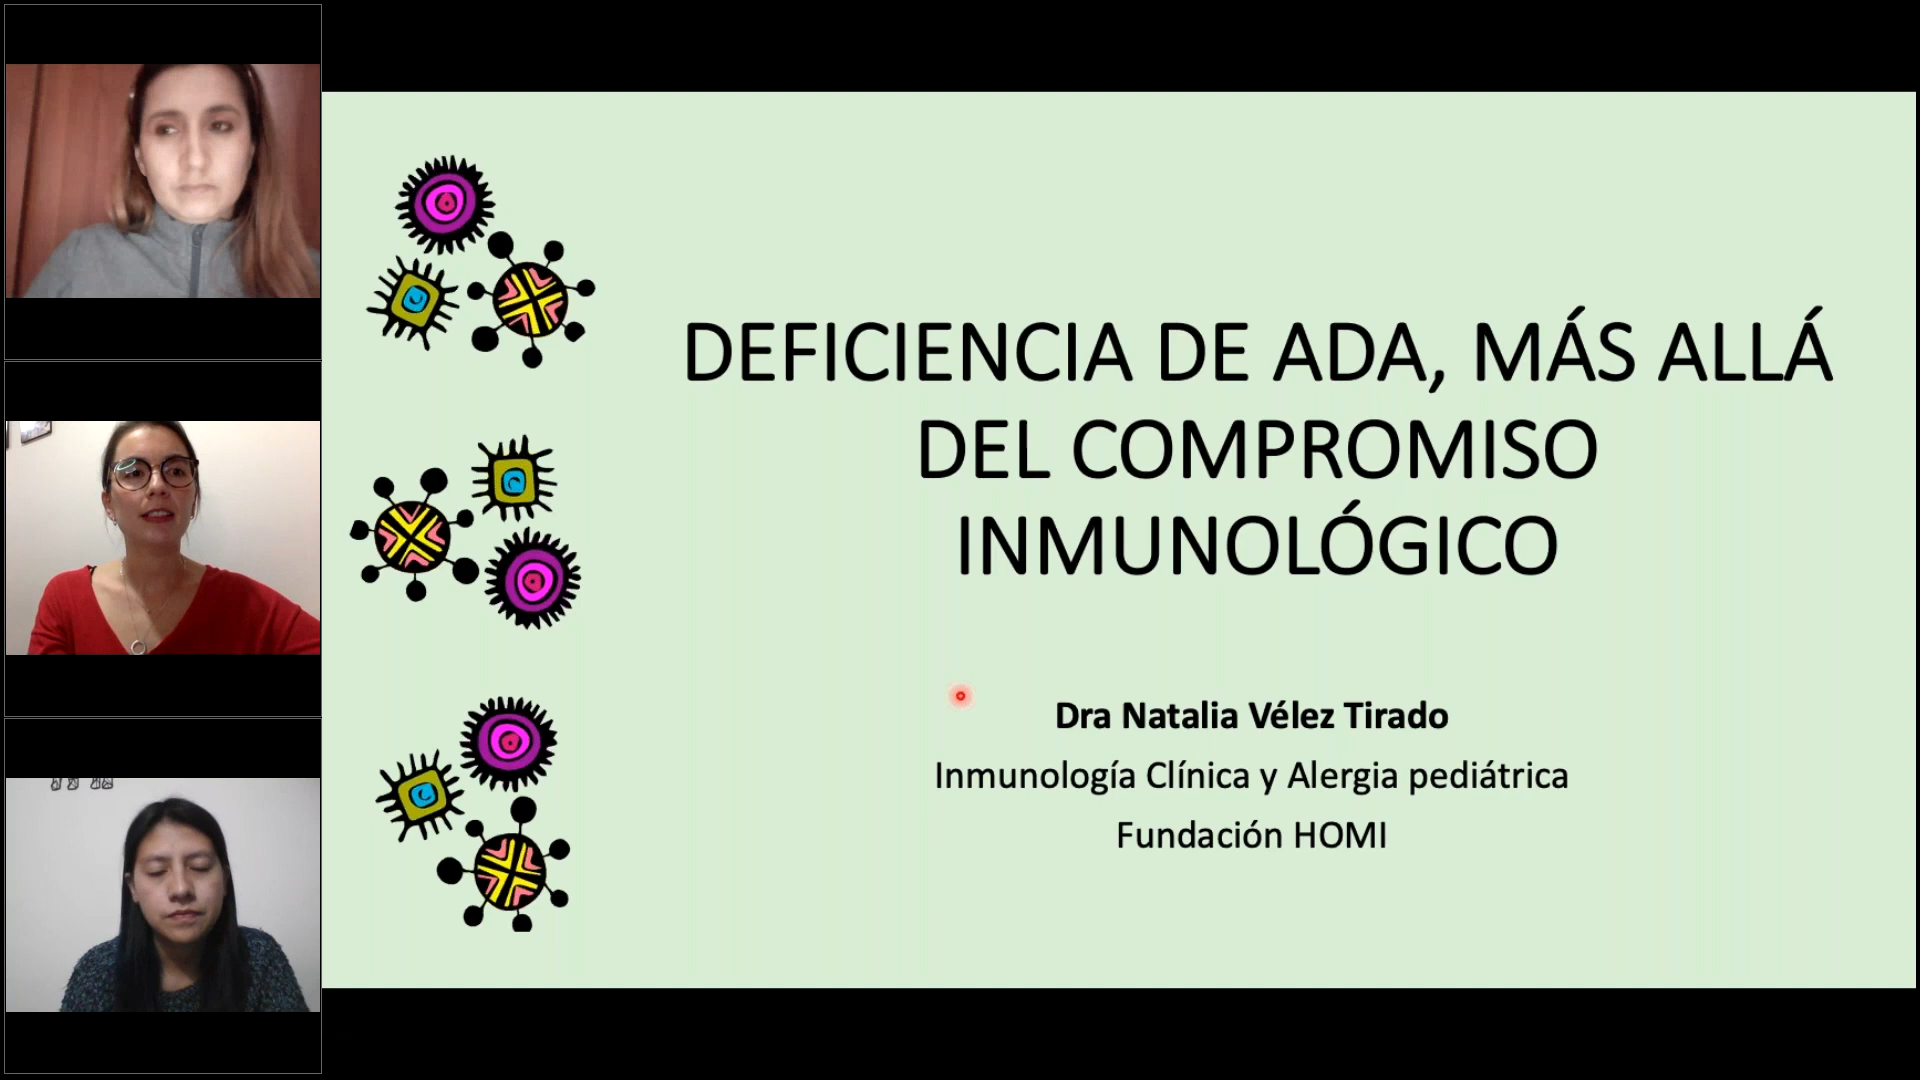 DEFICIENCIA DE ADA, MÁS ALLÁ
DEL COMPROMISO
INMUNOLÓGICO
Dra Natalia Vélez Tirado
Inmunología Clínica y Alergia pediátrica
Fundación HOMI